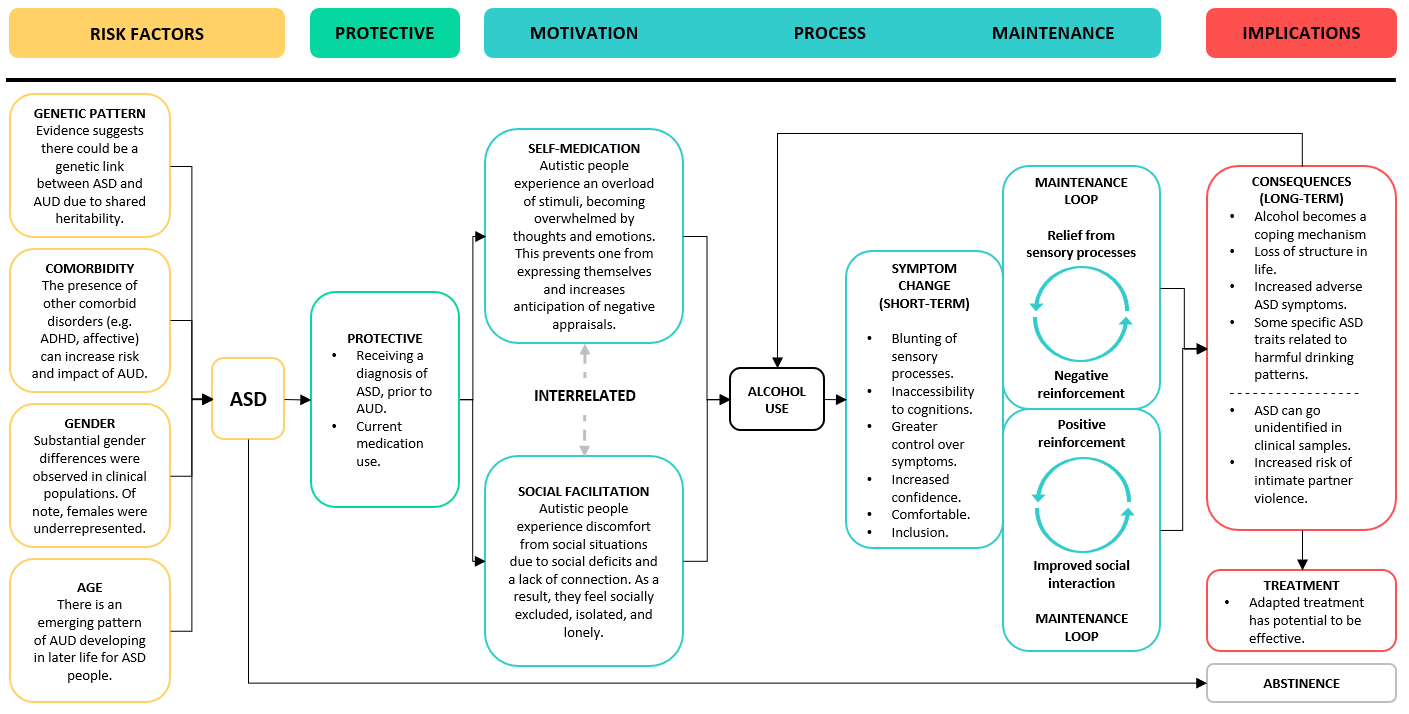 RISK FACTORS
PROTECTIVE
MOTIVATION
PROCESS
MAINTENANCE
IMPLICATIONS
GENETIC PATTERN
Evidence suggests
there could be a
genetic link
between ASD and
AUD due to shared
heritability.
COMORBIDITY
The presence of
other comorbid
disorders (e.g.
ADHD, affective)
can increase risk
and impact of AUD.
GENDER
Substantial gender
differences were
observed in clinical
populations. Of
note, females were
underrepresented.
AGE
There is an
emerging pattern
of AUD developing
in later life for ASD
people.
ASD
PROTECTIVE
• Receiving a
diagnosis of
ASD, prior to
AUD.
• Current
medication
use.
SELF-MEDICATION
Autistic people
experience an overload
of stimuli, becoming
overwhelmed by
thoughts and emotions.
This prevents one from
expressing themselves
and increases
anticipation of negative
appraisals.
INTERRELATED
SOCIAL FACILITATION
Autistic people
experience discomfort
from social situations
due to social deficits and
a lack of connection. As a
result, they feel socially
excluded, isolated, and
lonely.
ALCOHOL
USE
SYMPTOM
CHANGE
(SHORT-TERM)
• Blunting of
sensory
processes.
• Inaccessibility
to cognitions.
• Greater
control over
symptoms.
• Increased
confidence.
• Comfortable.
• Inclusion.
MAINTENANCE
LOOP
Relief from
sensory processes
Negative
reinforcement
Positive
reinforcement
Improved social
interaction
MAINTENANCE
LOOP
CONSEQUENCES
(LONG-TERM)
• Alcohol becomes a
coping mechanism
• Loss of structure in
life.
• Increased adverse
ASD symptoms.
• Some specific ASD
traits related to
harmful drinking
patterns.
• ASD can go
unidentified in
clinical samples.
• Increased risk of
intimate partner
violence.
TREATMENT
• Adapted treatment
has potential to be
effective.
ABSTINENCE